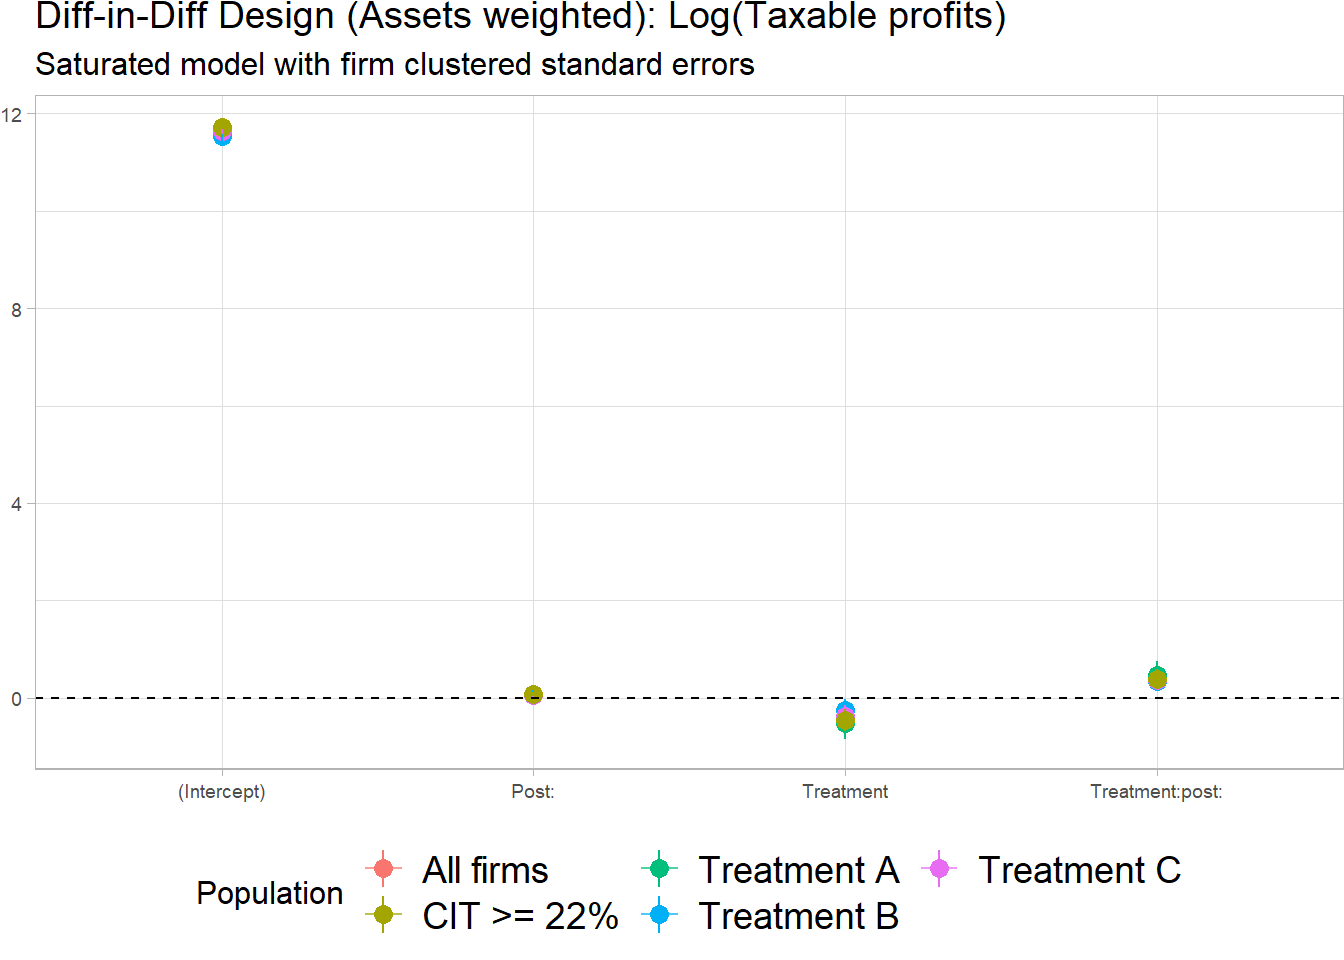 Diff-in-Diff Design (Assets weighted): Log(Taxable profits)
Saturated model with firm clustered standard errors
12
8
4
0
(Intercept) Post: Treatment Treatment:post:
Population
All firms Treatment A Treatment C
CIT >= 22% Treatment B